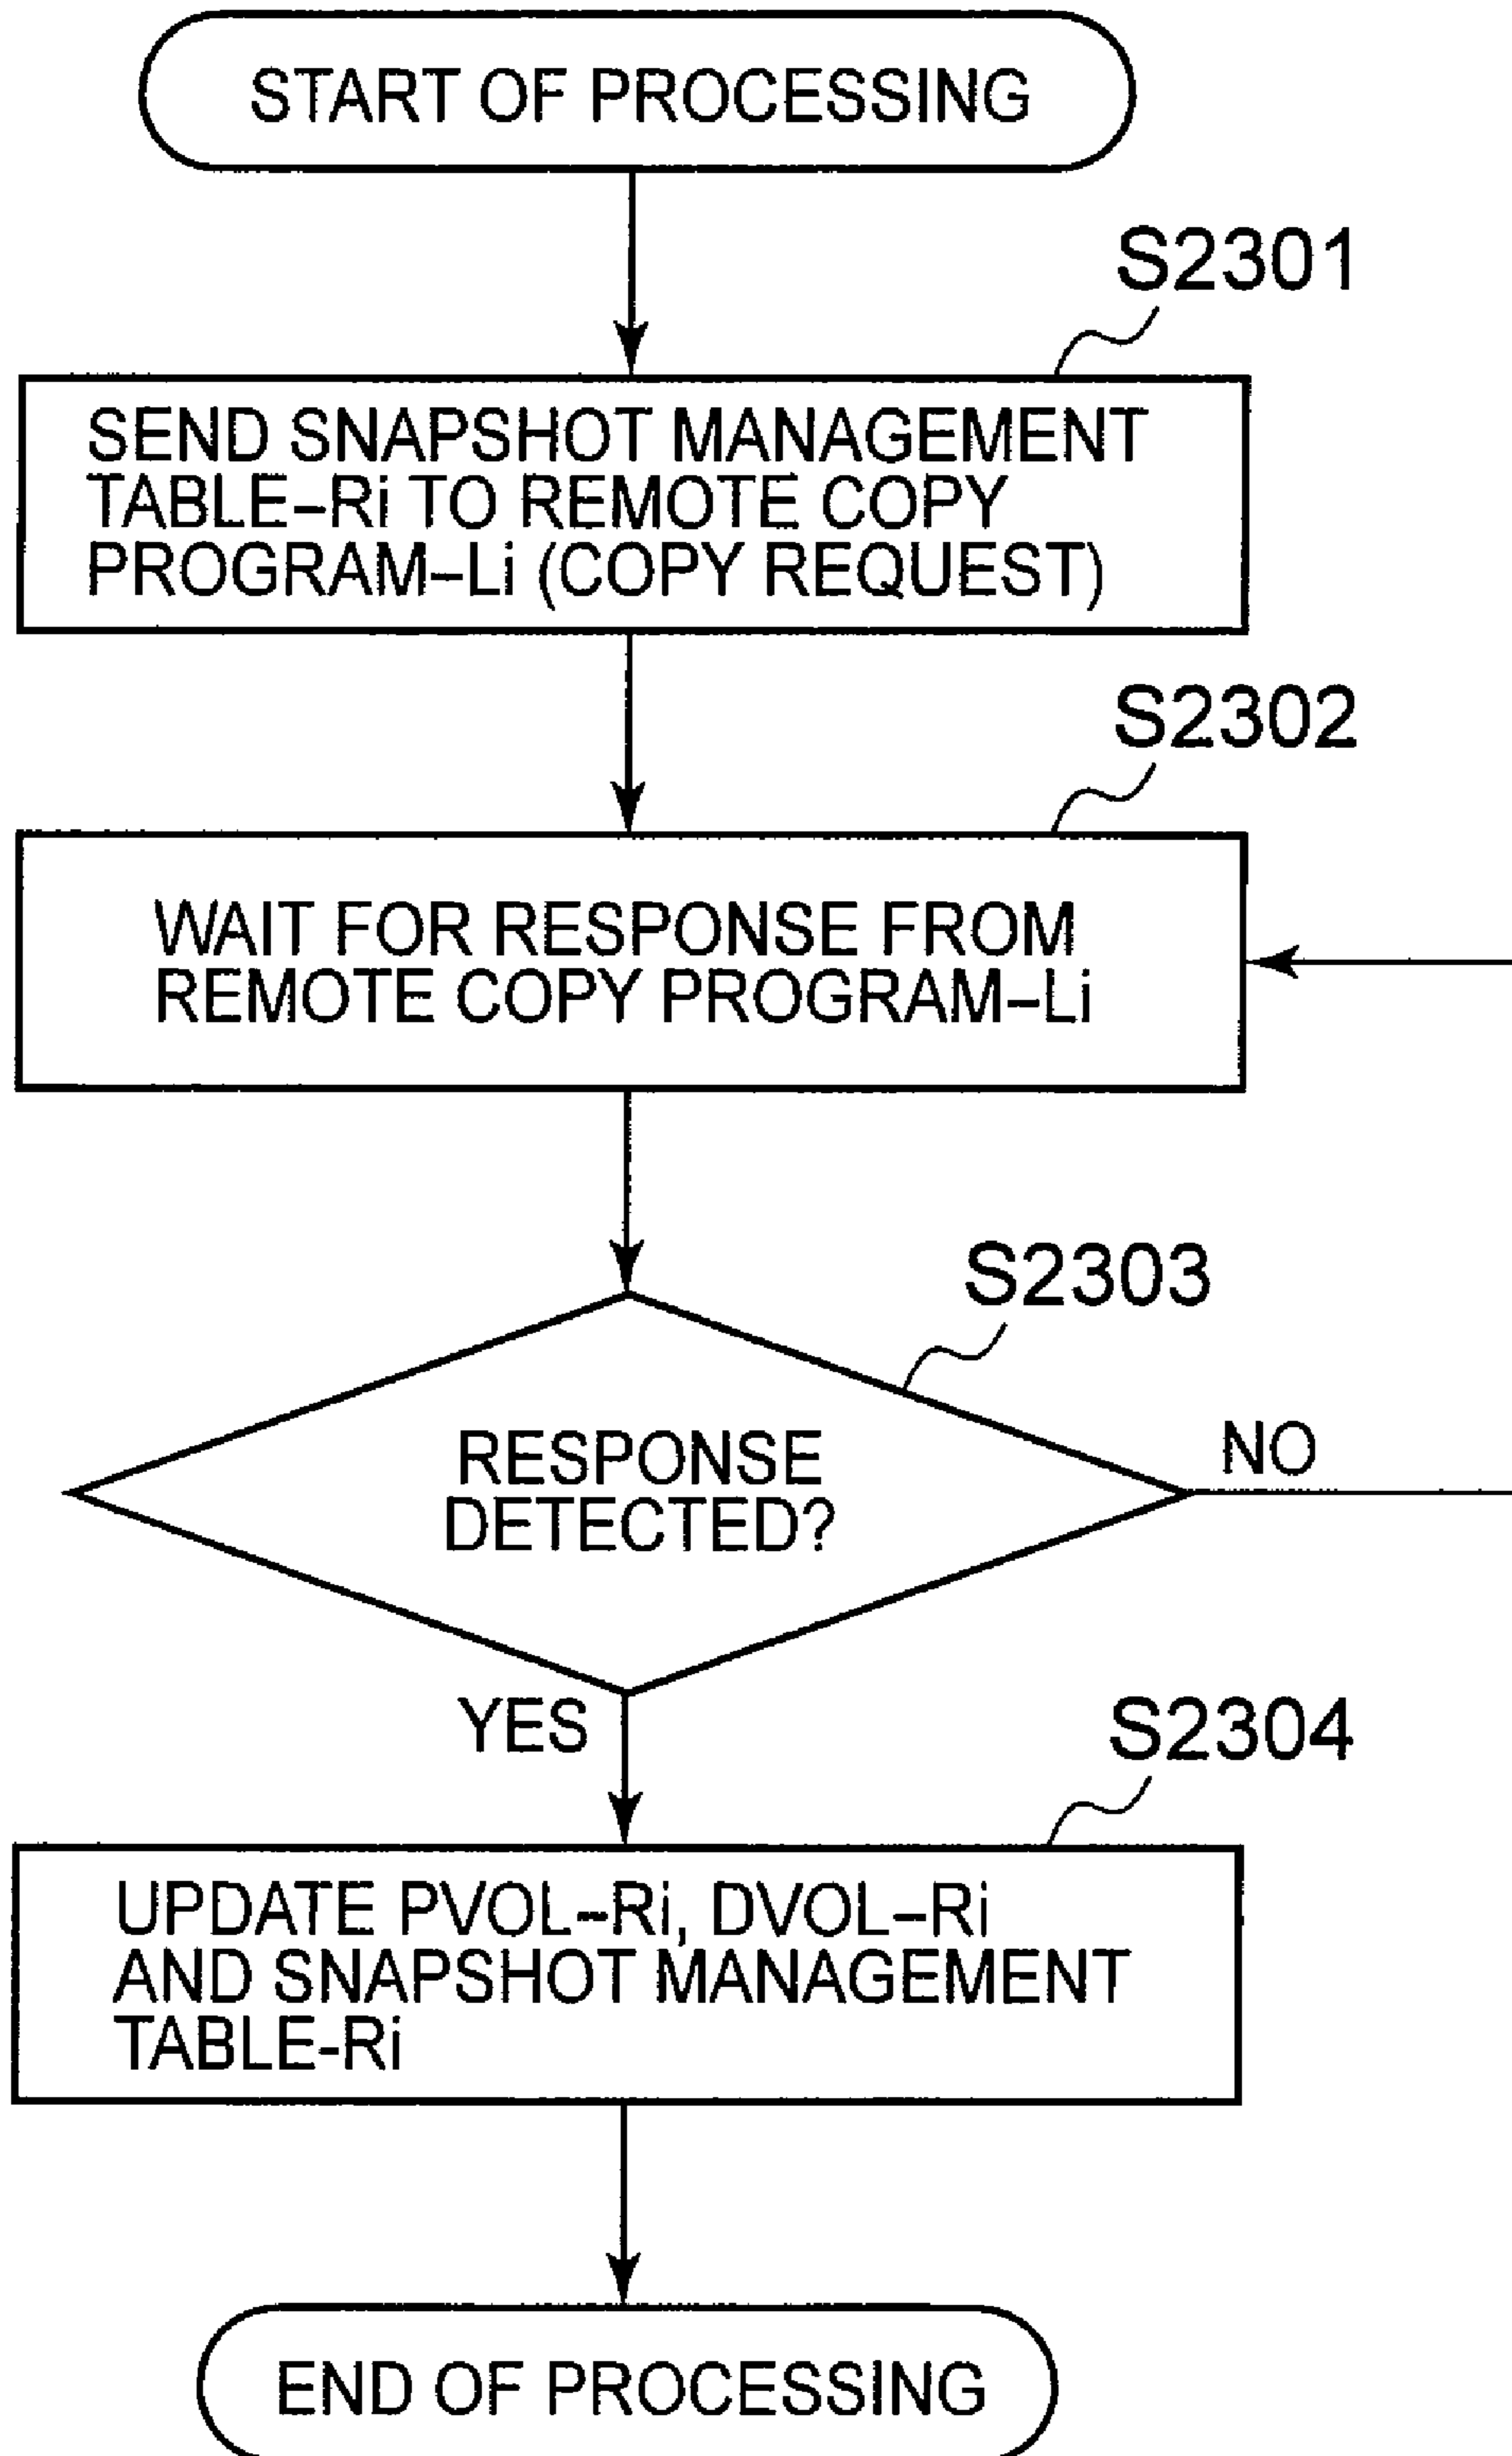 START OF PROCESSING
S2301
SEND SNAPSHOT MANAGEMENT
TABLE–Ri TO REMOTE COPY
PROGRAM–Li (COPY REQUEST)
S2302
WAIT FOR RESPONSE FROM
REMOTE COPY PROGRAM–Li
S2303
RESPONSE
DETECTED?
NO
YES
S2304
UPDATE PVOL–Ri, DVOL–Ri
AND SNAPSHOT MANAGEMENT
TABLE-Ri
END OF PROCESSING